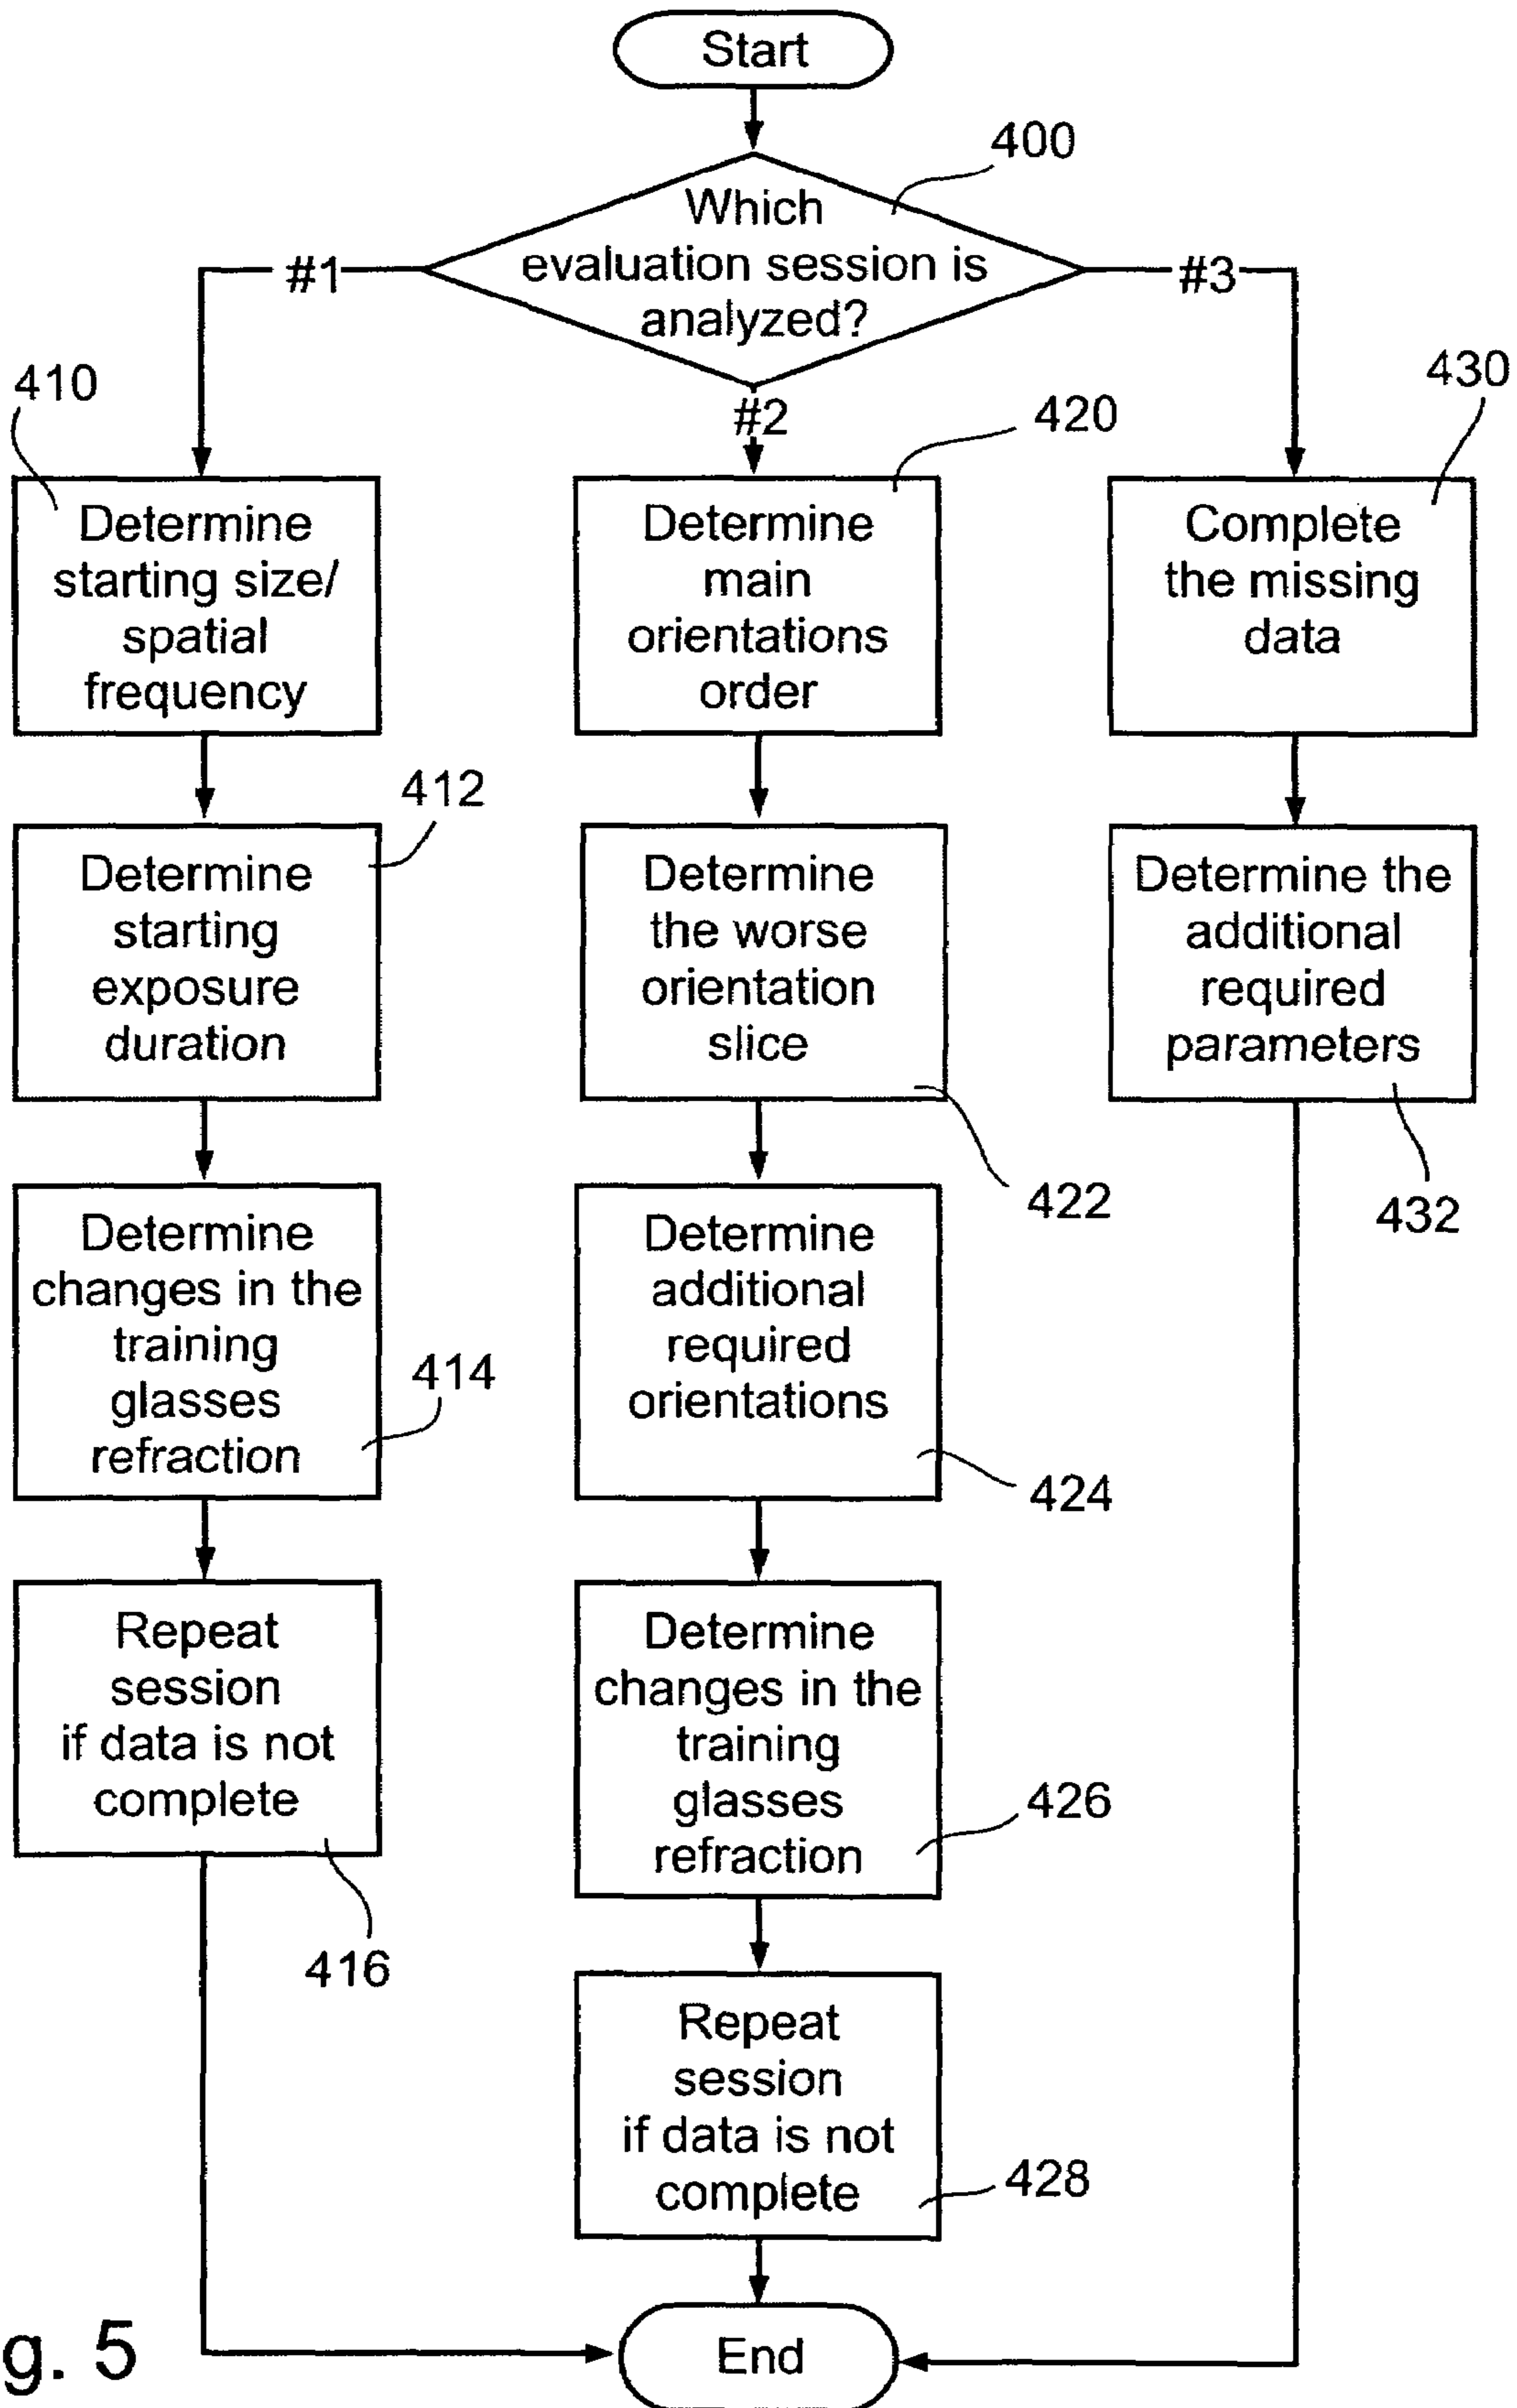 Start
400
Which
evaluation session is
analyzed?
#1
#2
#3
410
Determine
starting size/
spatial
frequency
412
Determine
starting
exposure
duration
Determine
changes in the
training
glasses
refraction
414
Repeat
session
if data is not
complete
416
420
Determine
main
orientations
order
Determine
the worse
orientation
slice
422
Determine
additional
required
orientations
424
Determine
changes in the
training
glasses
refraction
426
Repeat
session
if data is not
complete
428
430
Complete
the missing
data
Determine the
additional
required
parameters
432
End
g. 5